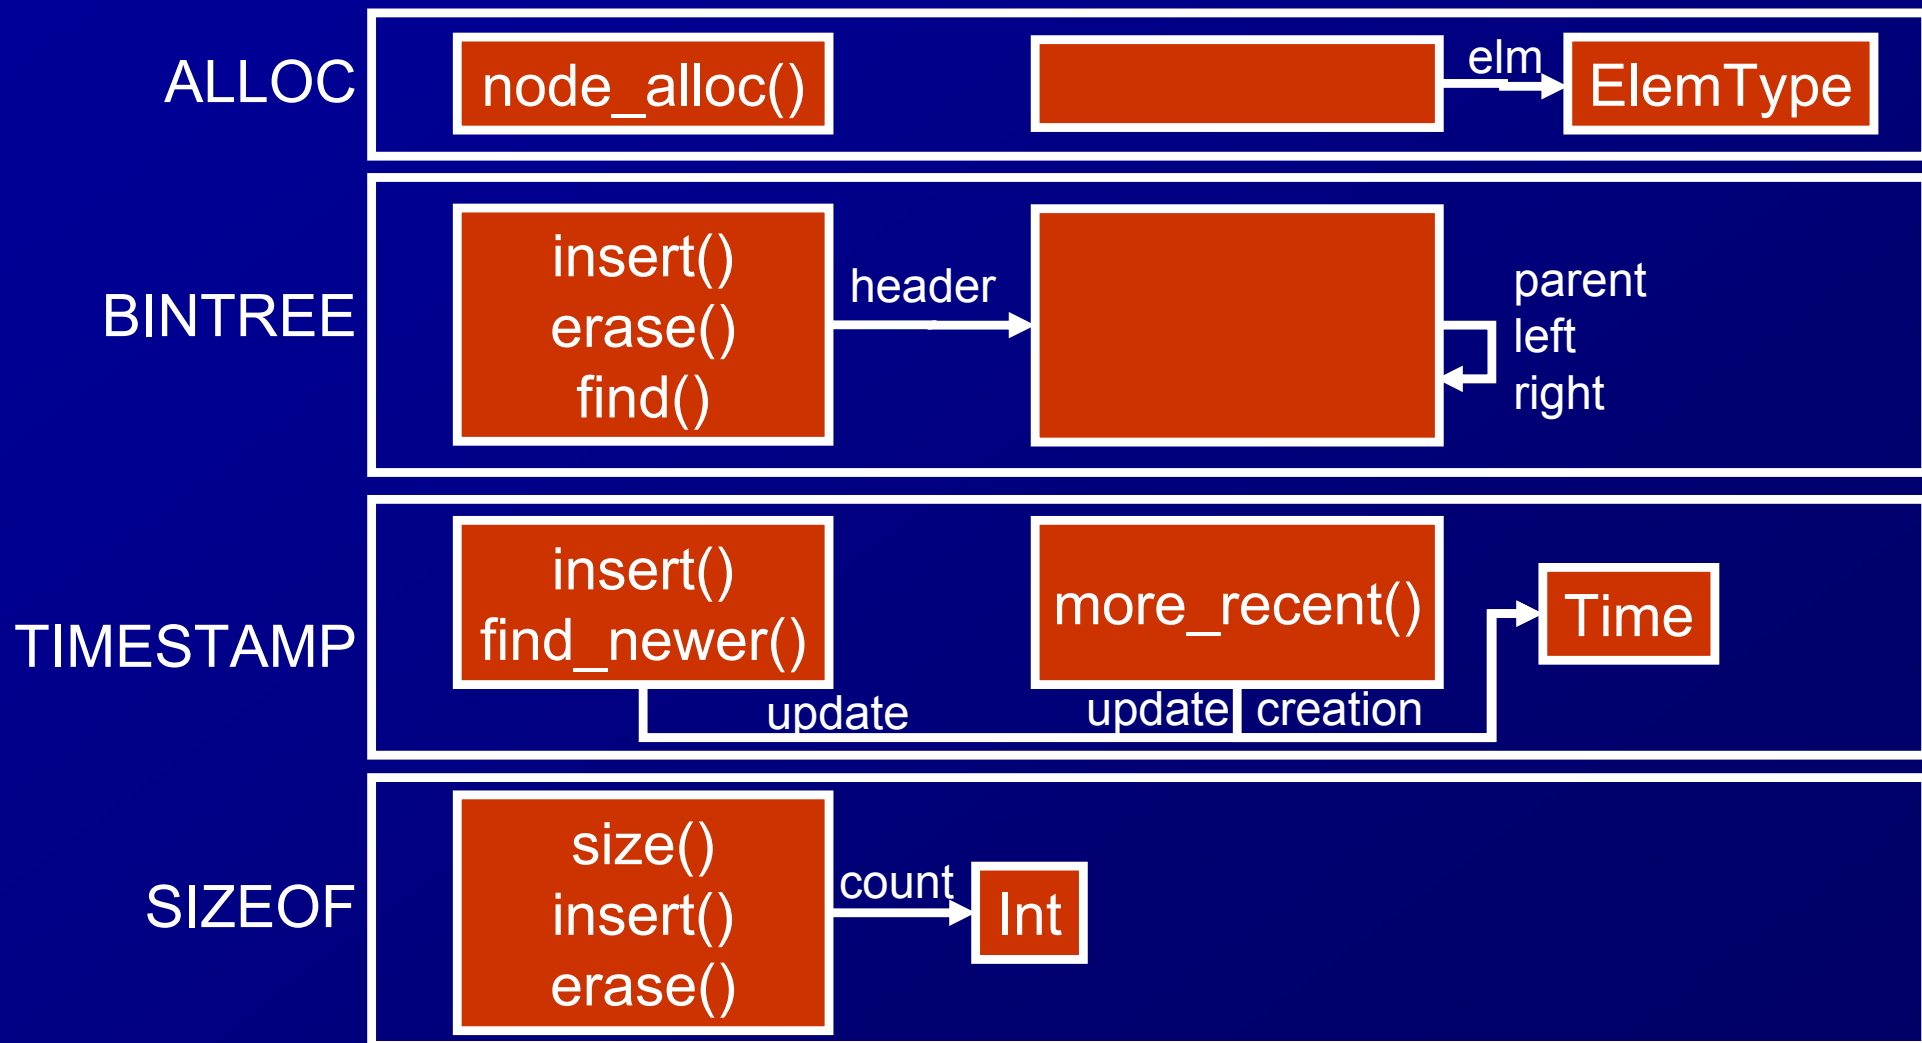 ALLOC
node_alloc()
elm
ElemType
BINTREE
insert()
erase()
find()
header
parent
left
right
TIMESTAMP
insert()
find_newer()
more_recent()
Time
update
update
creation
SIZEOF
size()
insert()
erase()
count
Int